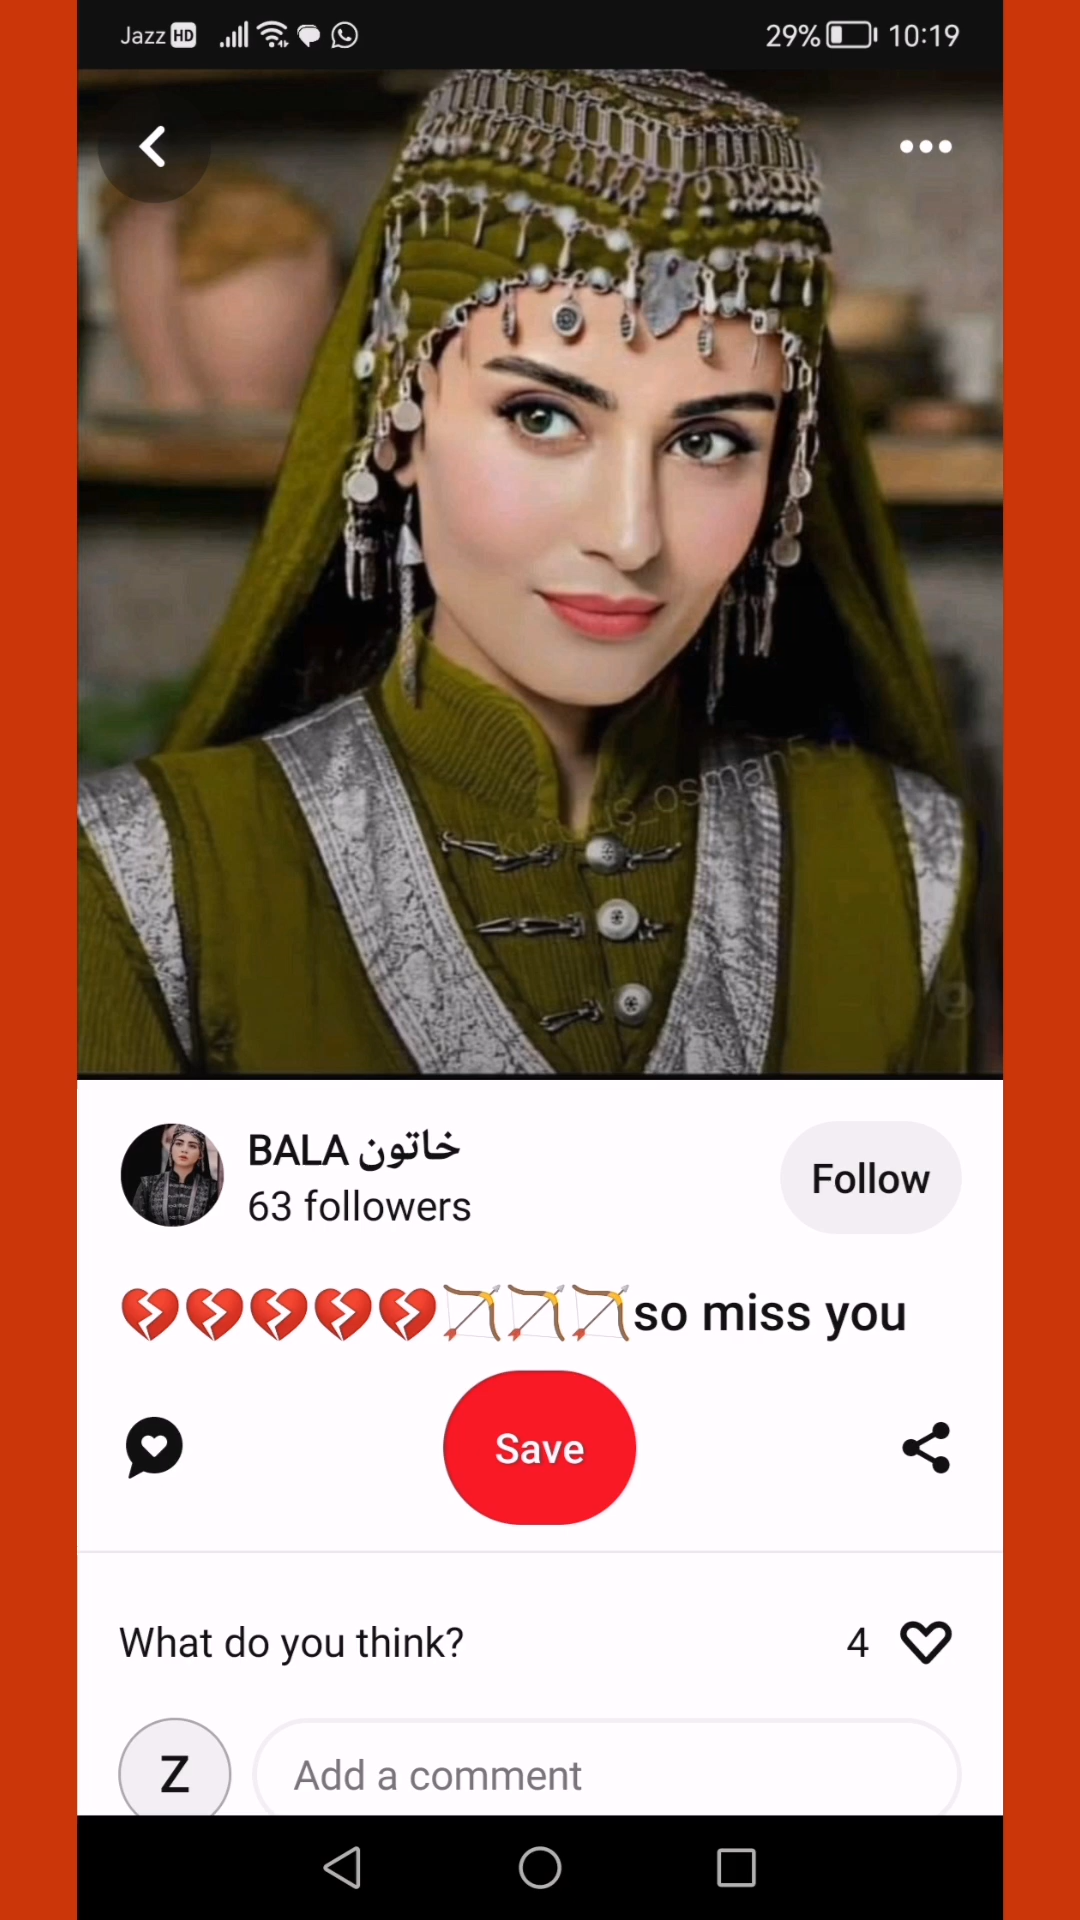 Jazz HD 29% 10:19
BALA خاتون
63 followers
Follow
💔💔💔💔💔🏹🏹🏹so miss you
Save
What do you think? 4
Z Add a comment